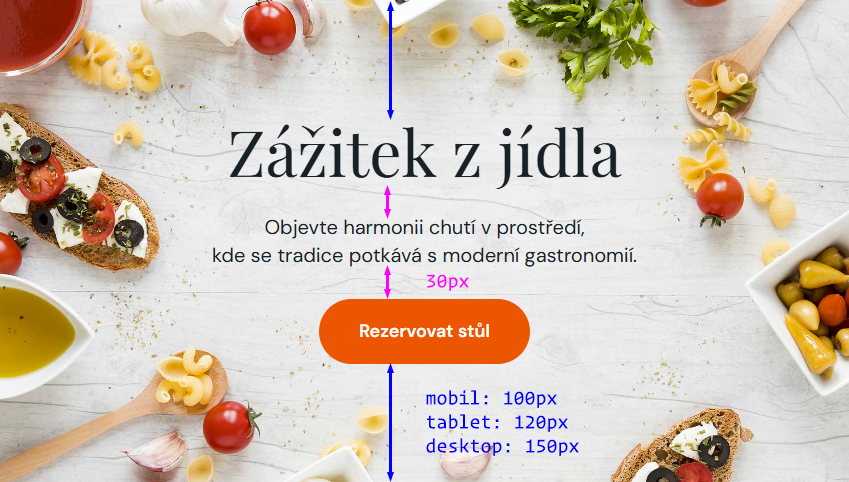 Zážitek z jídla
Objevte harmonii chutí v prostředí,
kde se tradice potkává s moderní gastronomií.
30px
Rezervovat stůl
mobil: 100px
tablet: 120px
desktop: 150px